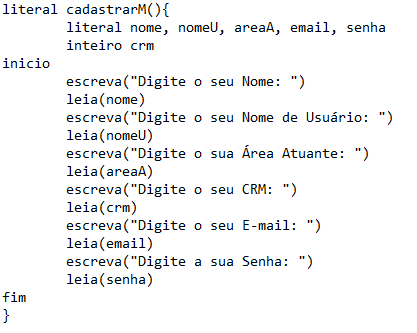 literal cadastrarM(){
literal nome, nomeU, areaA, email, senha
inteiro crm
inicio
escreva("Digite o seu Nome: ")
leia(nome)
escreva("Digite o seu Nome de Usuário: ")
leia(nomeU)
escreva("Digite o sua Área Atuante: ")
leia(areaA)
escreva("Digite o seu CRM: ")
leia(crm)
escreva("Digite o seu E-mail: ")
leia(email)
escreva("Digite a sua Senha: ")
leia(senha)
fim
}